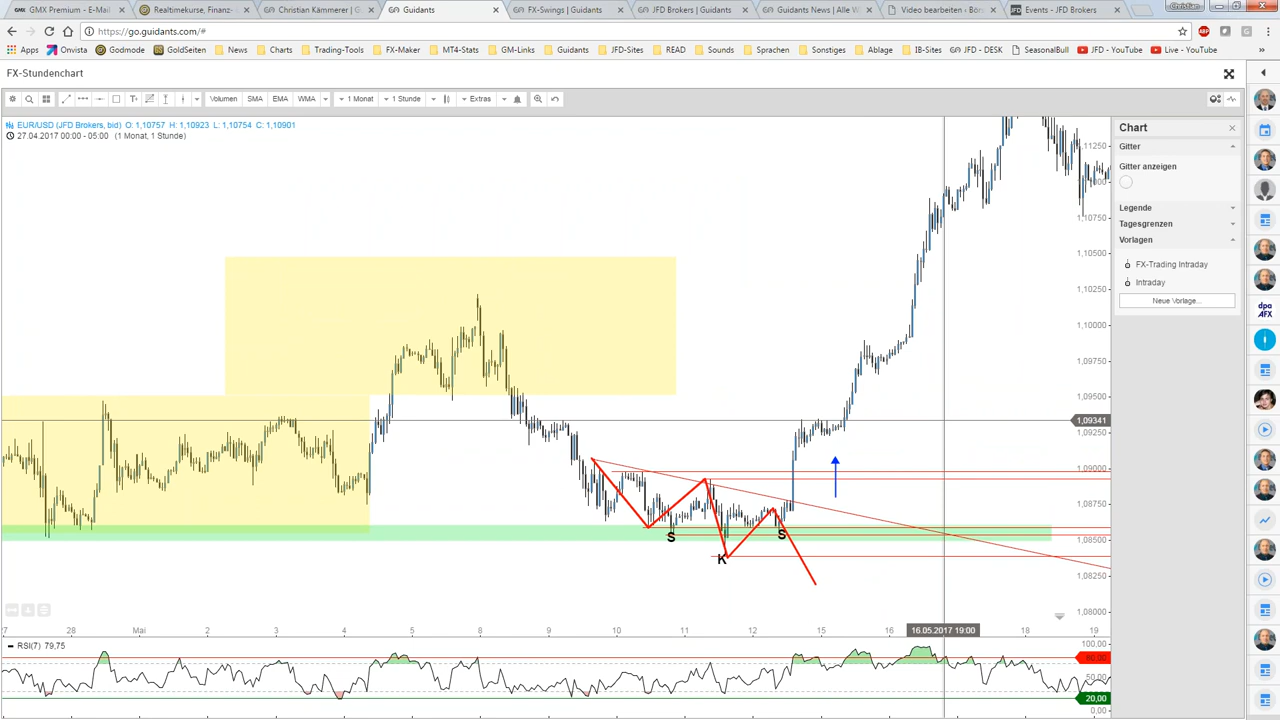 GMX Premium - E-Mail
Realtimekurse, Finanz-
Christian Kämmerer | G
Guidants
FX-Swings | Guidants
JFD Brokers | Guidants
Guidants News | Alle W
Video bearbeiten - Börs
Events - JFD Brokers
Christian
https://go.guidants.com/#
Apps
Onvista
Godmode
GoldSeiten
News
Charts
Trading-Tools
FX-Maker
MT4-Stats
GM-Links
Guidants
JFD-Sites
READ
Sounds
Sprachen
Sonstiges
Ablage
IB-Sites
JFD - DESK
SeasonalBull
JFD - YouTube
Live - YouTube
FX-Stundenchart
Volumen
SMA
EMA
WMA
1 Monat
1 Stunde
Extras
EUR/USD (JFD Brokers, bid) O: 1,10757 H: 1,10923 L: 1,10754 C: 1,10901
27.04.2017 00:00 - 05:00 (1 Monat, 1 Stunde)
Chart
Gitter
Gitter anzeigen
Legende
Tagesgrenzen
Vorlagen
FX-Trading Intraday
Intraday
Neue Vorlage...
dpa
AFX
1,11250
1,11000
1,10750
1,10500
1,10250
1,10000
1,09750
1,09500
1,09341
1,09250
1,09000
1,08750
1,08500
1,08250
1,08000
S
K
S
27
28
Mai
2
3
4
5
8
10
11
12
15
16.05.2017 19:00
18
19
RSI(7) 79,75
80,00
50,00
20,00
0,00